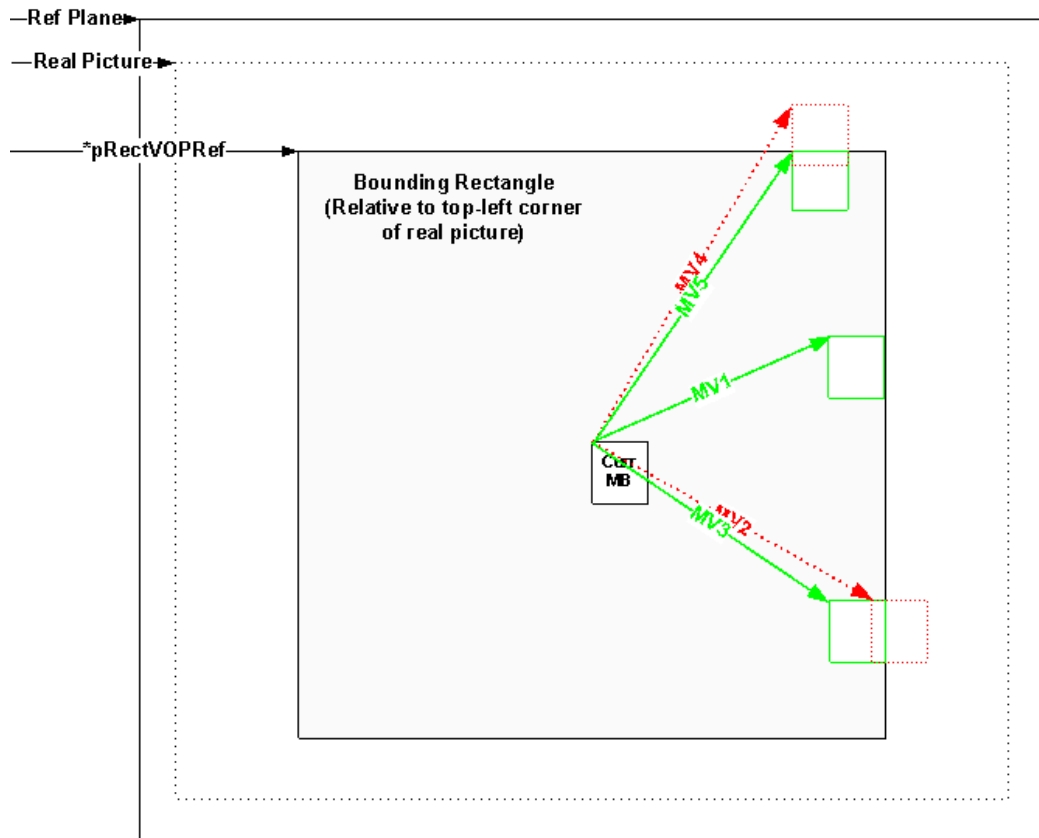 Ref Plane
Real Picture
*pRectVOPRef
Bounding Rectangle
(Relative to top-left corner
of real picture)
MV4
MV5
MV1
Curr
MB
MV2
MV3